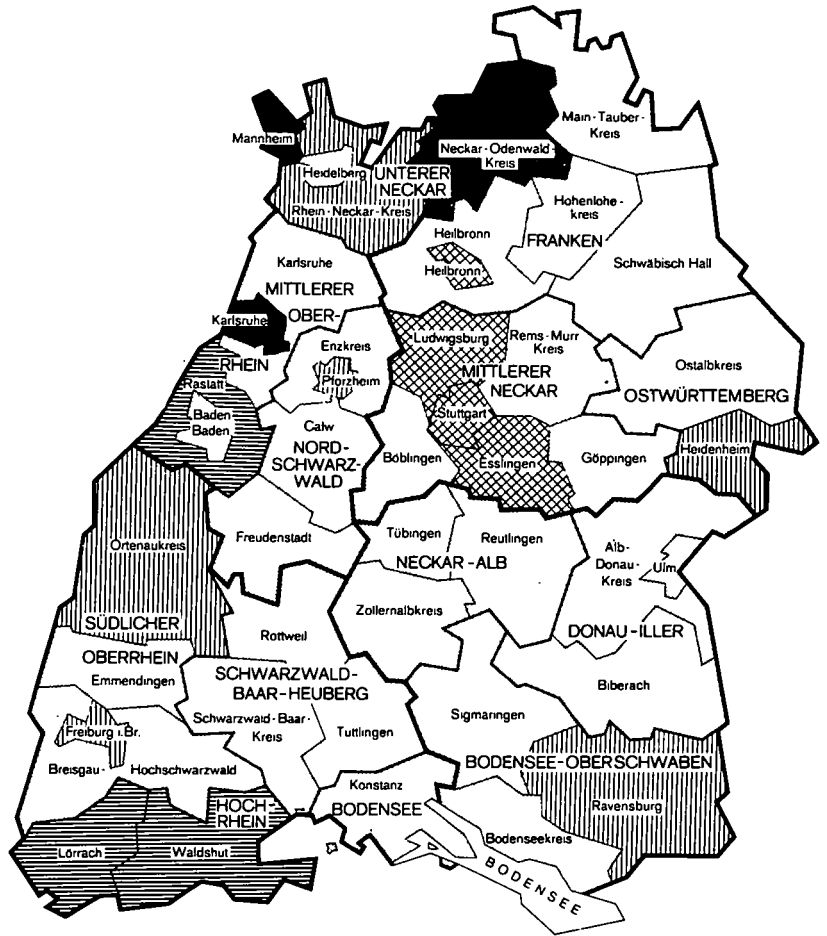 Main-Tauber-
Kreis
Mannheim
Neckar-Odenwald-
Kreis
Heidelberg
UNTERER
NECKAR
Rhein-Neckar-Kreis
Hohenlohe-
kreis
FRANKEN
Heilbronn
Heilbronn
Schwäbisch Hall
Karlsruhe
MITTLERER
OBER-
RHEIN
Karlsruhe
Enzkreis
Pforzheim
Ludwigsburg
Rems-Murr
Kreis
MITTLERER
NECKAR
Stuttgart
Ostalbkreis
OSTWÜRTTEMBERG
Rastatt
Baden
Baden
Calw
NORD-
SCHWARZ-
WALD
Böblingen
Esslingen
Göppingen
Heidenheim
Ortenaukreis
Freudenstadt
Tübingen
Reutlingen
NECKAR-ALB
Alb-
Donau-
Kreis
Ulm
Zollernalbkreis
SÜDLICHER
OBERRHEIN
Rottweil
DONAU-ILLER
Emmendingen
SCHWARZWALD-
BAAR-HEUBERG
Biberach
Schwarzwald-Baar-
Kreis
Tuttlingen
Sigmaringen
Freiburg i.Br.
Breisgau-
Hochschwarzwald
BODENSEE-OBERSCHWABEN
Konstanz
BODENSEE
Ravensburg
HOCH-
RHEIN
Bodenseekreis
Lörrach
Waldshut
BODENSEE